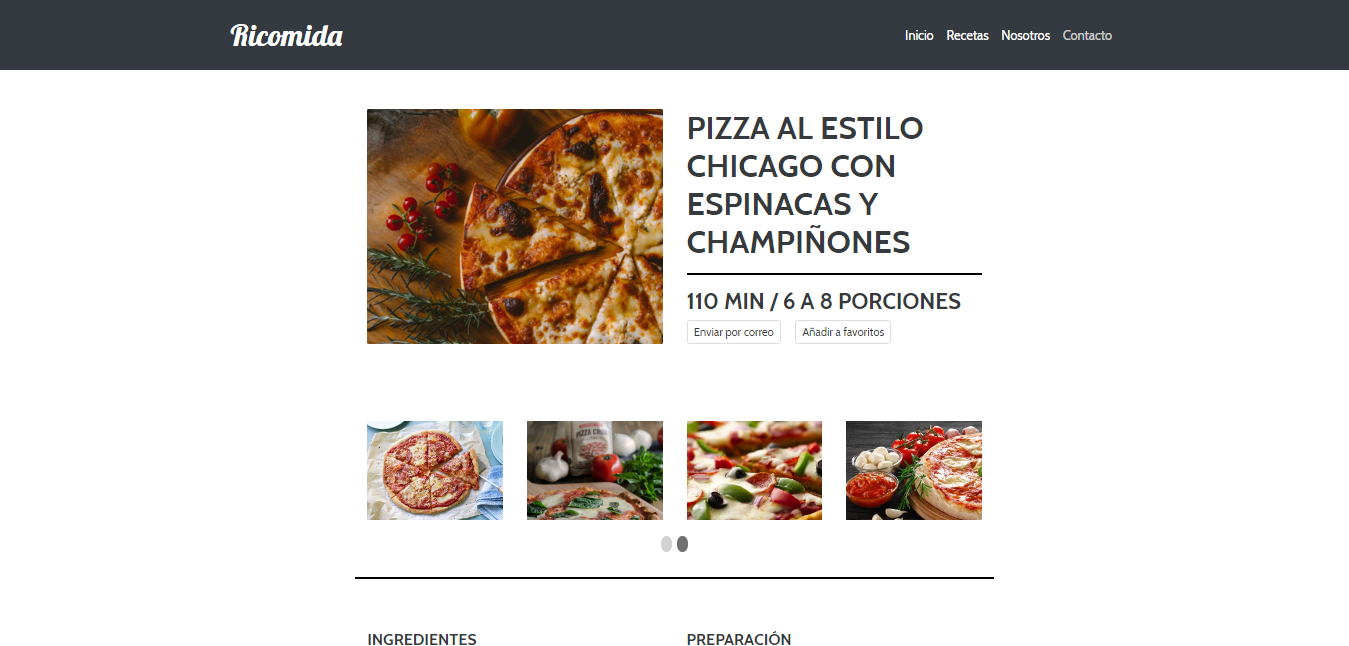 Ricomida
Inicio Recetas Nosotros Contacto
PIZZA AL ESTILO
CHICAGO CON
ESPINACAS Y
CHAMPIÑONES
110 MIN / 6 A 8 PORCIONES
Enviar por correo Añadir a favoritos
PIZZA
INGREDIENTES PREPARACIÓN